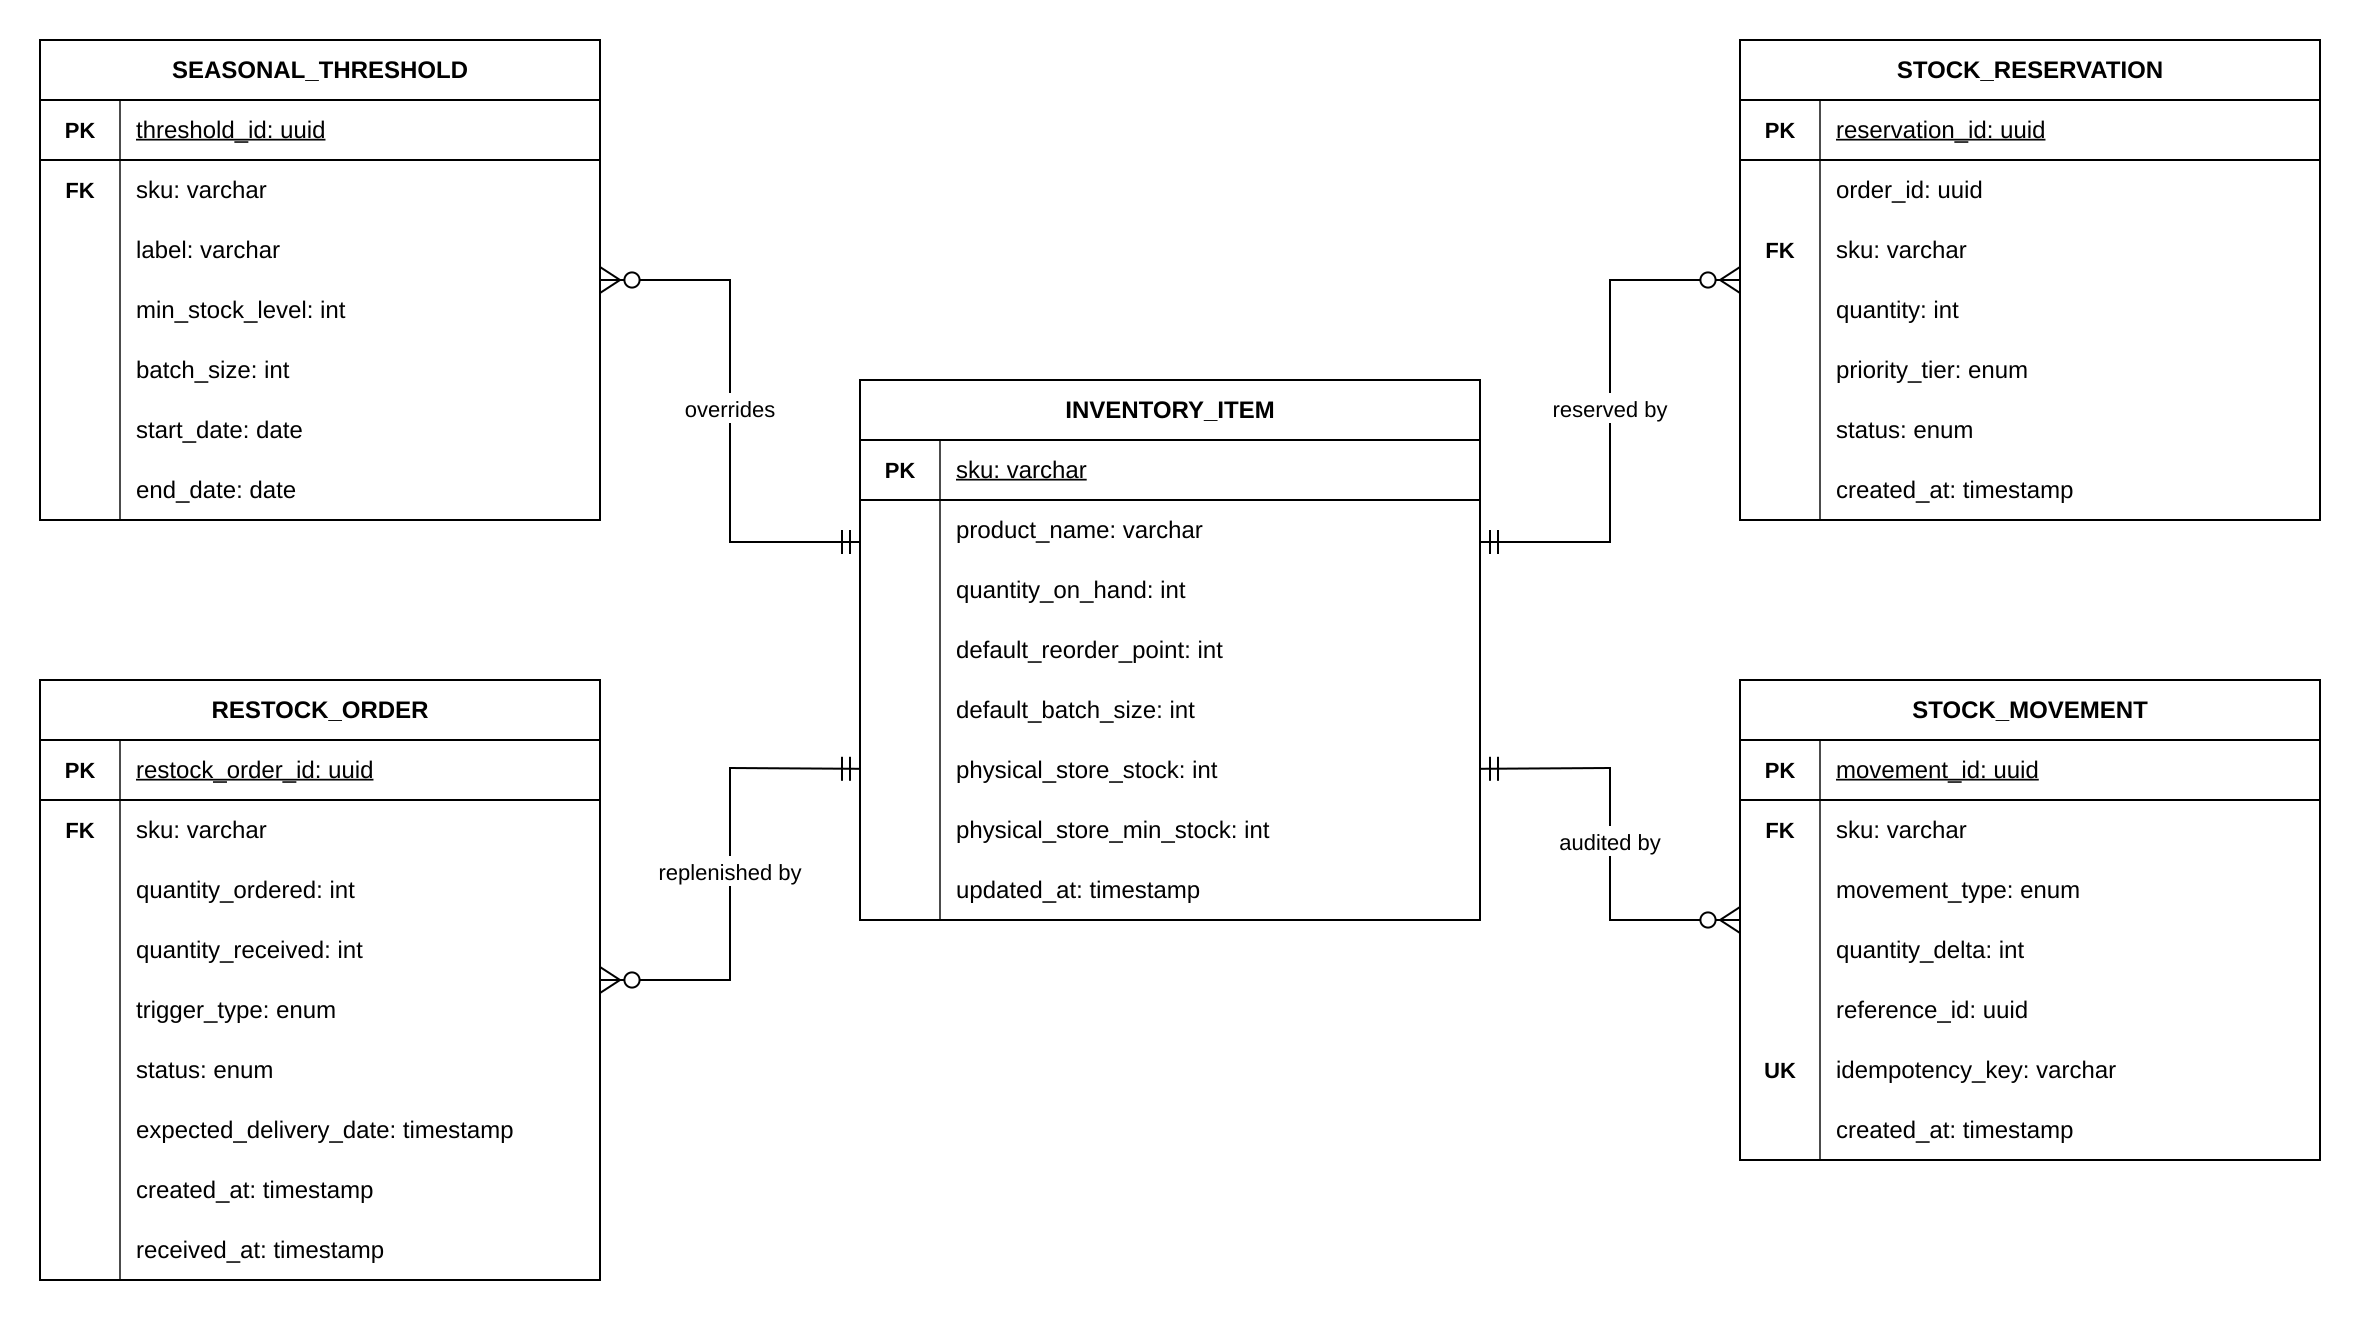 SEASONAL_THRESHOLD
PK threshold_id: uuid
FK sku: varchar
label: varchar
min_stock_level: int
batch_size: int
start_date: date
end_date: date
overrides
RESTOCK_ORDER
PK restock_order_id: uuid
FK sku: varchar
quantity_ordered: int
quantity_received: int
trigger_type: enum
status: enum
expected_delivery_date: timestamp
created_at: timestamp
received_at: timestamp
replenished by
INVENTORY_ITEM
PK sku: varchar
product_name: varchar
quantity_on_hand: int
default_reorder_point: int
default_batch_size: int
physical_store_stock: int
physical_store_min_stock: int
updated_at: timestamp
reserved by
STOCK_RESERVATION
PK reservation_id: uuid
order_id: uuid
FK sku: varchar
quantity: int
priority_tier: enum
status: enum
created_at: timestamp
audited by
STOCK_MOVEMENT
PK movement_id: uuid
FK sku: varchar
movement_type: enum
quantity_delta: int
reference_id: uuid
UK idempotency_key: varchar
created_at: timestamp